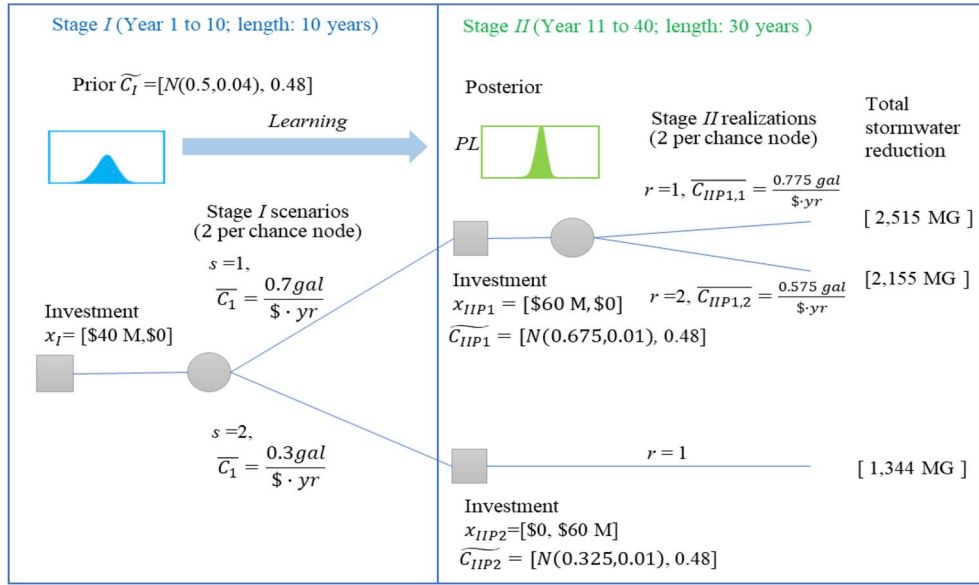 Stage I (Year 1 to 10; length: 10 years)
Prior C̃_I =[N(0.5,0.04), 0.48]
Learning
Stage I scenarios
(2 per chance node)
s =1,
C̅_1 = 0.7gal / $ · yr
Investment
x_I= [$40 M,$0]
s =2,
C̅_1 = 0.3gal / $ · yr
Stage II (Year 11 to 40; length: 30 years )
Posterior
PL
Stage II realizations
(2 per chance node)
Total
stormwater
reduction
r =1, C̅_IIP1,1 = 0.775 gal / $·yr
[ 2,515 MG ]
Investment
x_IIP1 = [$60 M, $0]
C̃_IIP1 = [N(0.675,0.01), 0.48]
r=2, C̅_IIP1,2 = 0.575 gal / $·yr
[2,155 MG ]
r = 1
[ 1,344 MG ]
Investment
x_IIP2=[$0, $60 M]
C̃_IIP2 = [N(0.325,0.01), 0.48]